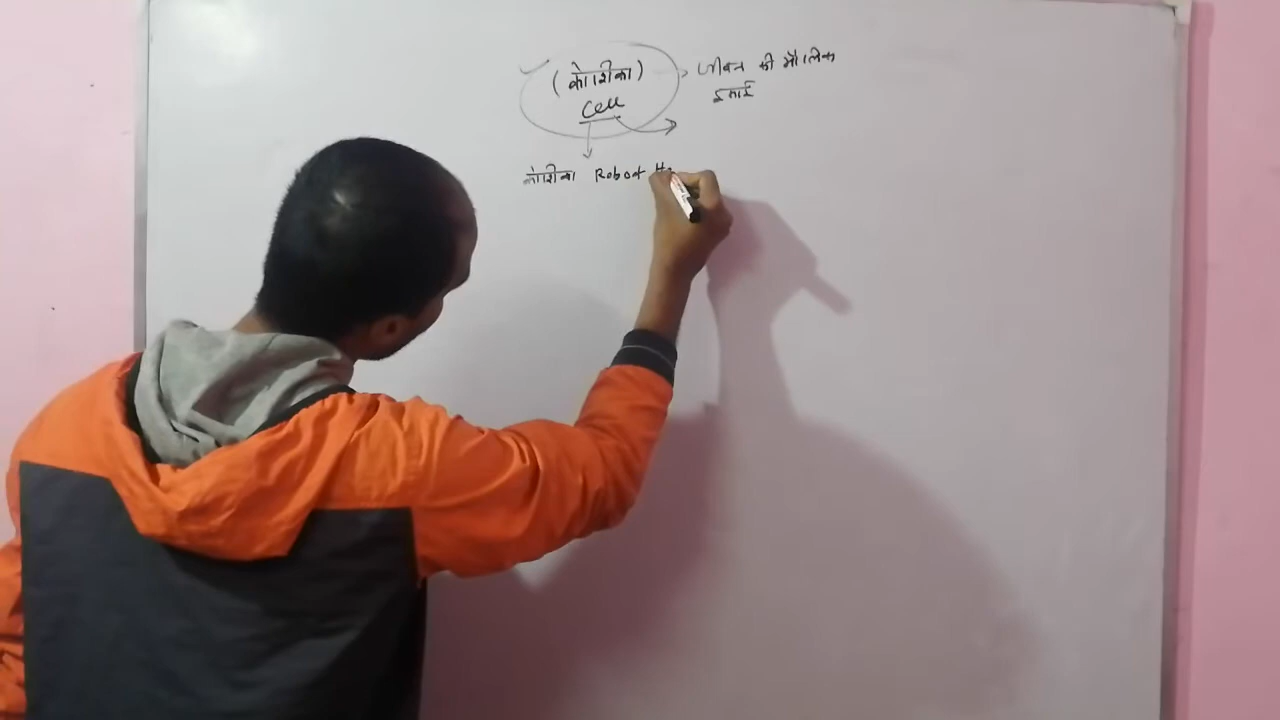 (कोशिका) जीवन की मौलिक
Cell इकाई
कोशिका Robot H